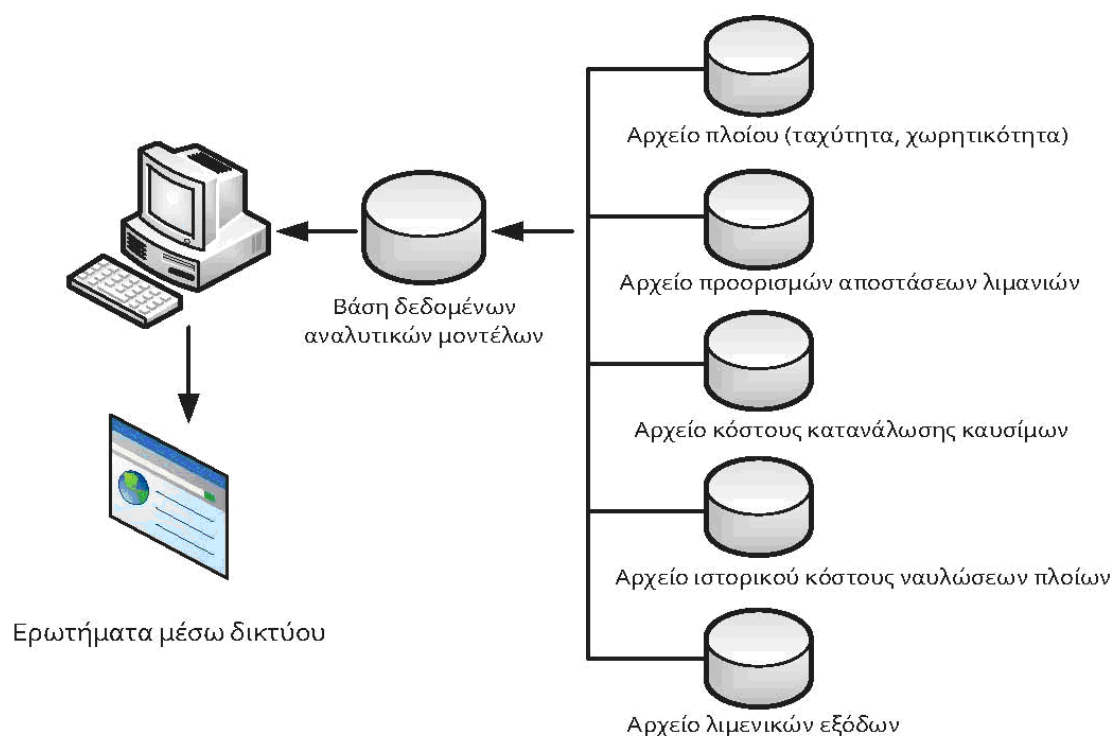 Αρχείο πλοίου (ταχύτητα, χωρητικότητα)
Αρχείο προορισμών αποστάσεων λιμανιών
Βάση δεδομένων
αναλυτικών μοντέλων
Αρχείο κόστους κατανάλωσης καυσίμων
Αρχείο ιστορικού κόστους ναυλώσεων πλοίων
Ερωτήματα μέσω δικτύου
Αρχείο λιμενικών εξόδων